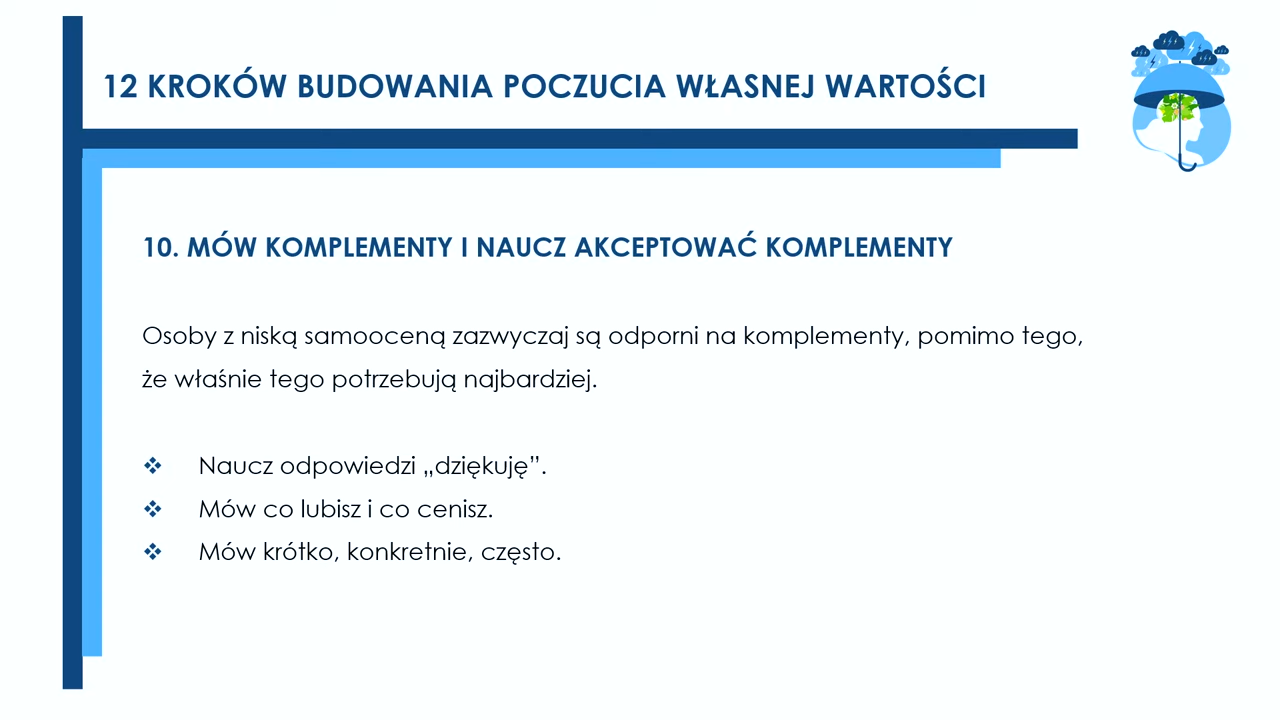 12 KROKÓW BUDOWANIA POCZUCIA WŁASNEJ WARTOŚCI
10. MÓW KOMPLEMENTY I NAUCZ AKCEPTOWAĆ KOMPLEMENTY
Osoby z niską samooceną zazwyczaj są odporni na komplementy, pomimo tego,
że właśnie tego potrzebują najbardziej.
❖ Naucz odpowiedzi „dziękuję”.
❖ Mów co lubisz i co cenisz.
❖ Mów krótko, konkretnie, często.